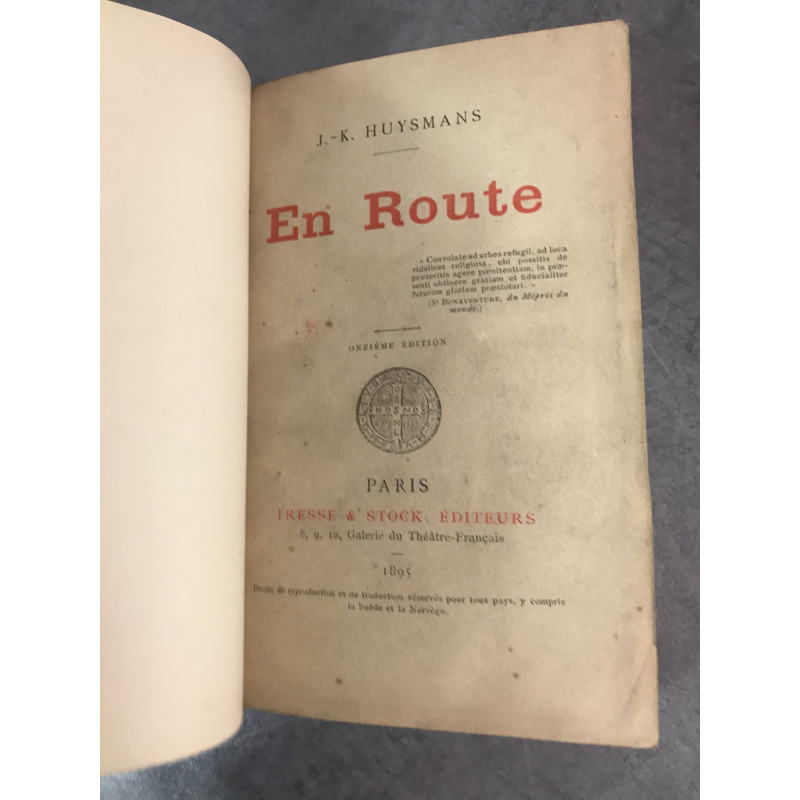 J.-K. HUYSMANS
En Route
« Convolate ad urbes refugii, ad loca
videlicet religiosa, ubi possitis de
præteritis agere pœnitentiam, in præ-
senti obtinere gratiam et fiducialiter
futuram gloriam præstolari. »
(St BONAVENTURE, du Mépris du
monde.)
ONZIÈME ÉDITION
PARIS
TRESSE & STOCK, ÉDITEURS
8, 9, 10, Galerie du Théâtre-Français
1895
Droits de reproduction et de traduction réservés pour tous pays, y compris
la Suède et la Norvège.